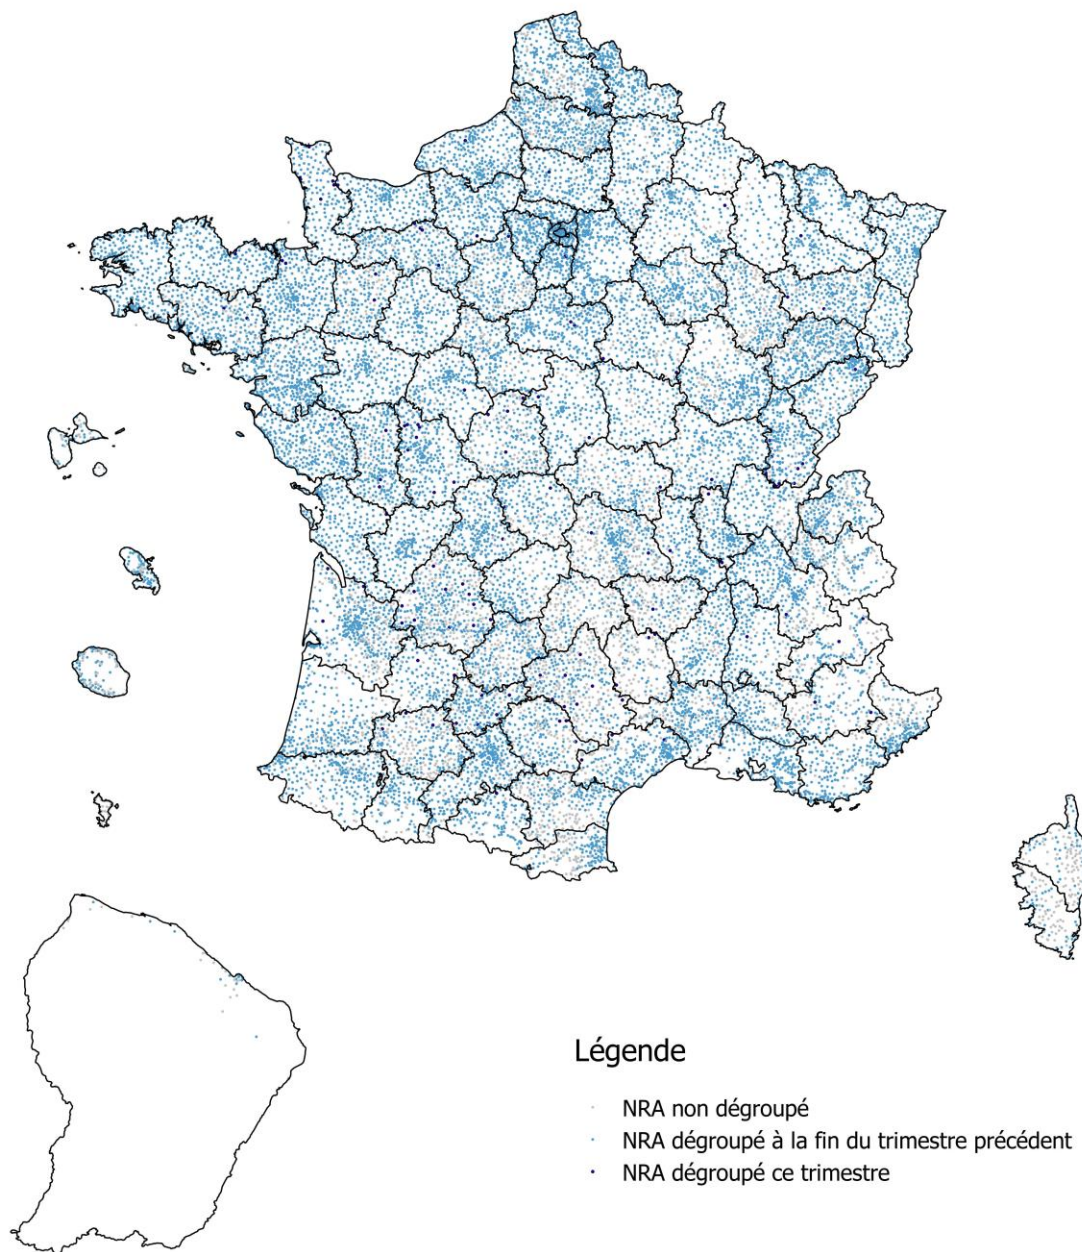 Légende
NRA non dégroupé
NRA dégroupé à la fin du trimestre précédent
NRA dégroupé ce trimestre